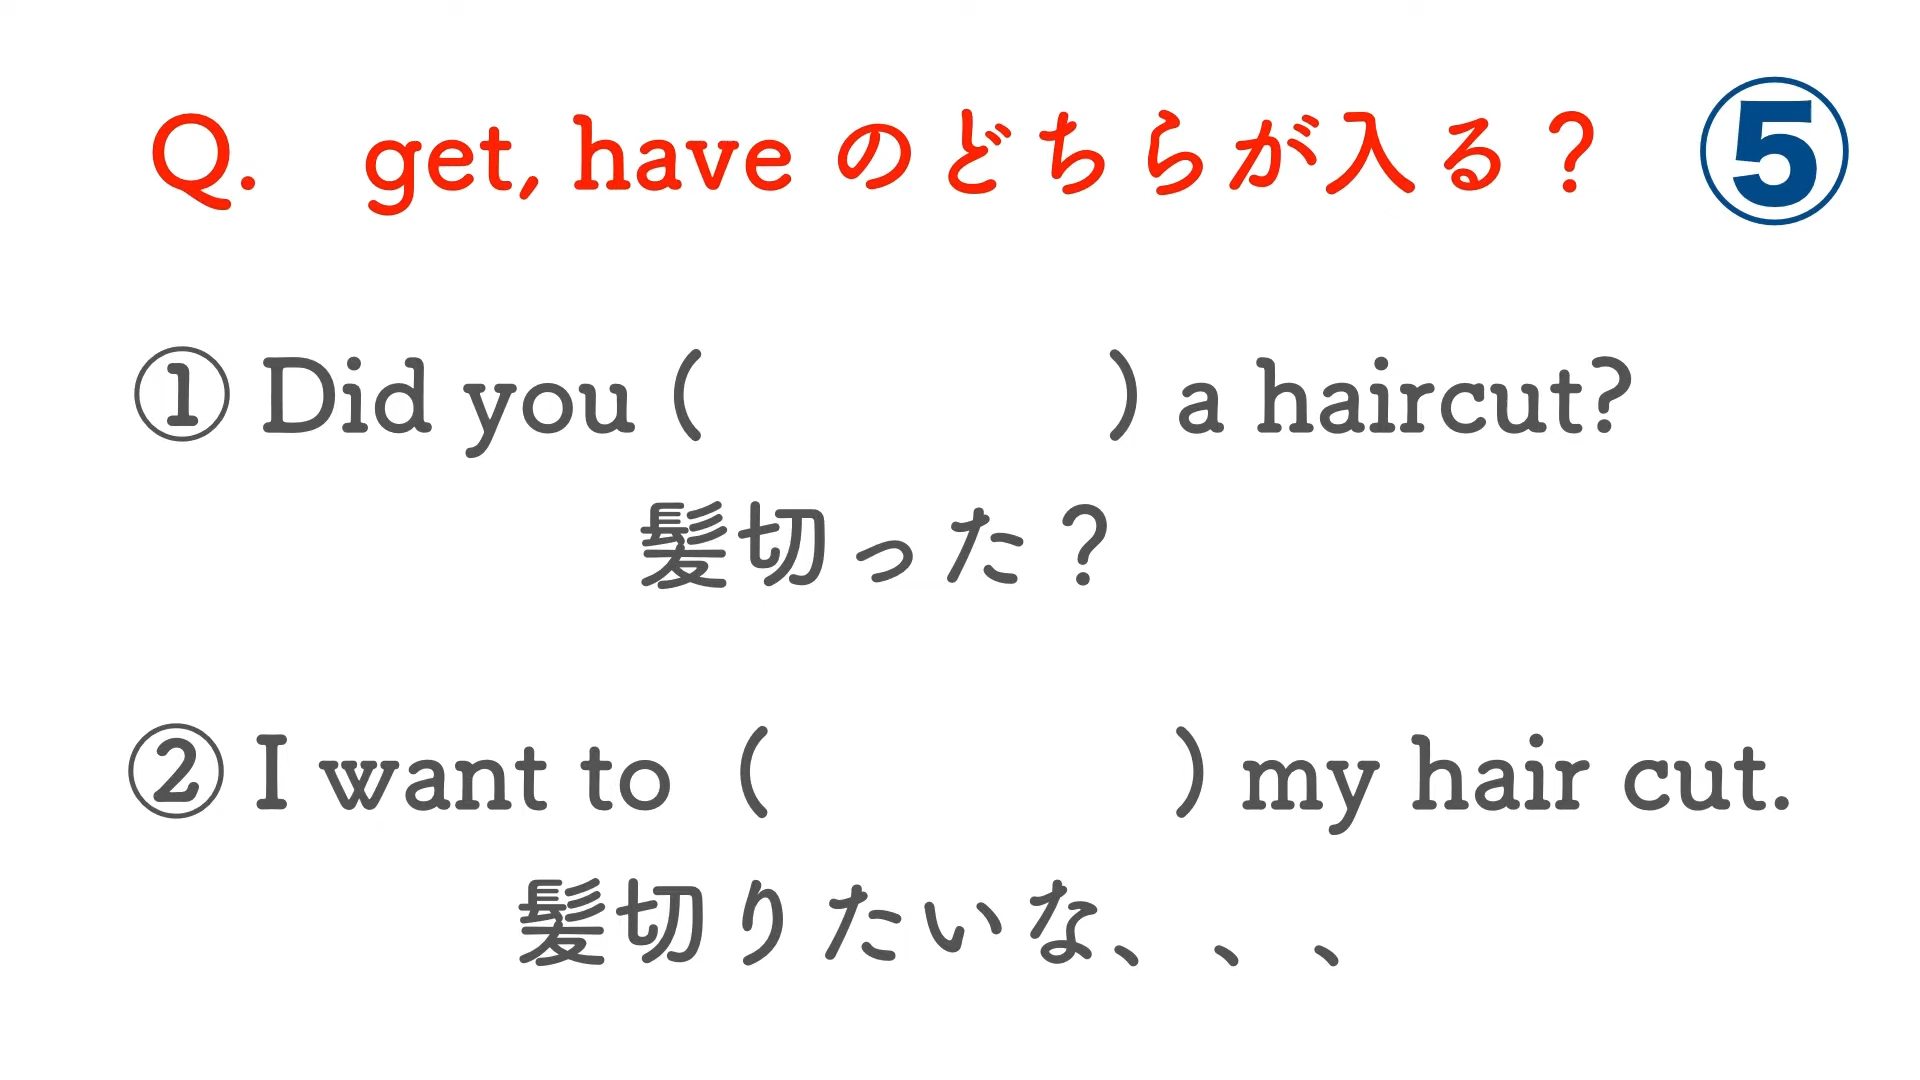 Q. get, have のどちらが入る？ ⑤
① Did you (　　　　) a haircut?
髪切った？
② I want to (　　　　) my hair cut.
髪切りたいな、、、